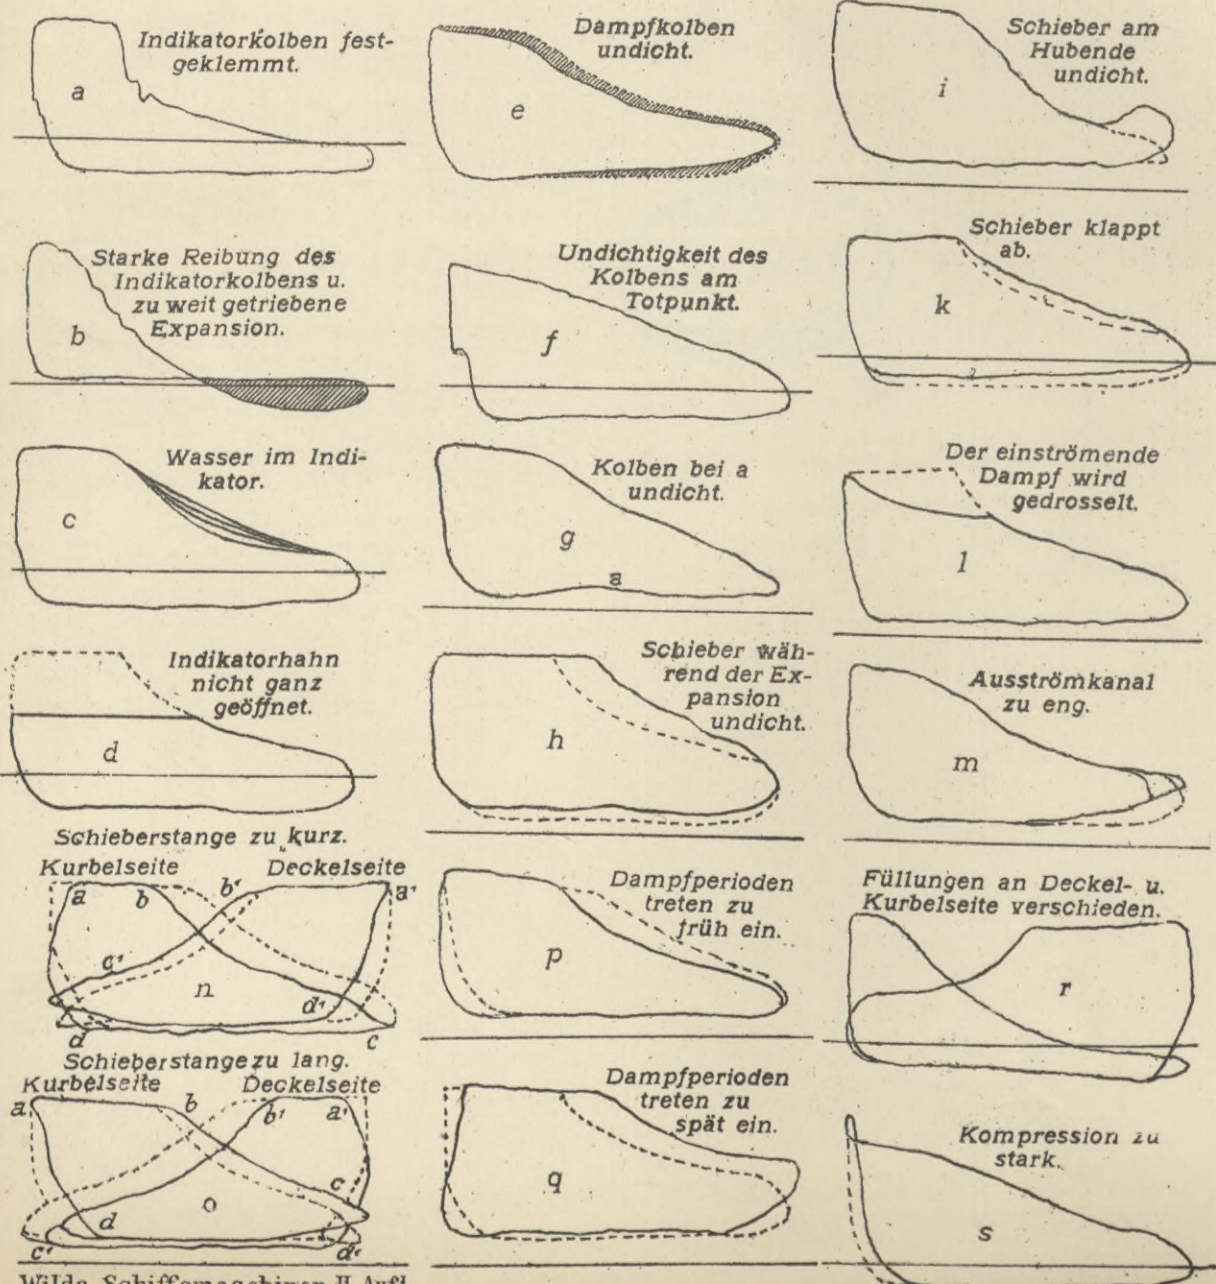 Indikatorkolben fest-
geklemmt.
a
Starke Reibung des
Indikatorkolbens u.
zu weit getriebene
Expansion.
b
Wasser im Indi-
kator.
c
Indikatorhahn
nicht ganz
geöffnet.
d
Dampfkolben
undicht.
e
Undichtigkeit des
Kolbens am
Totpunkt.
f
Kolben bei a
undicht.
g
a
Schieber wäh-
rend der Ex-
pansion
undicht.
h
Schieber am
Hubende
undicht.
i
Schieber klappt
ab.
k
Der einströmende
Dampf wird
gedrosselt.
l
Ausströmkanal
zu eng.
m
Schieberstange zu kurz.
Kurbelseite Deckelseite
a b b' a'
c' n d'
d c
Schieberstange zu lang.
Kurbelseite Deckelseite
a b b' a'
d o c
c' d'
Dampfperioden
treten zu
früh ein.
p
Dampfperioden
treten zu
spät ein.
q
Füllungen an Deckel- u.
Kurbelseite verschieden.
r
Kompression zu
stark.
s
Wilda, Schiffsmaschinen II. Aufl.